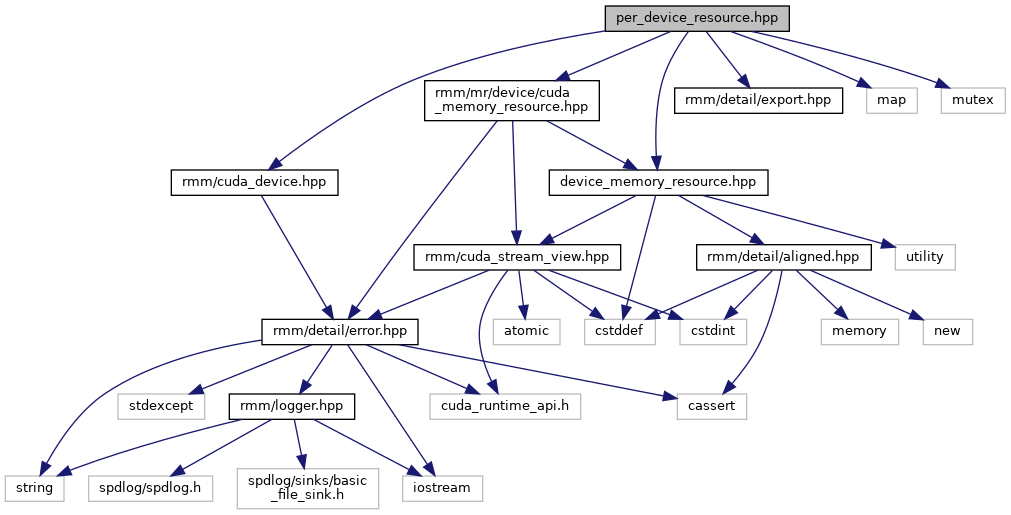 per_device_resource.hpp
rmm/mr/device/cuda
_memory_resource.hpp
rmm/detail/export.hpp
map
mutex
rmm/cuda_device.hpp
device_memory_resource.hpp
rmm/cuda_stream_view.hpp
rmm/detail/aligned.hpp
utility
rmm/detail/error.hpp
atomic
cstddef
cstdint
memory
new
stdexcept
rmm/logger.hpp
cuda_runtime_api.h
cassert
string
spdlog/spdlog.h
spdlog/sinks/basic
_file_sink.h
iostream